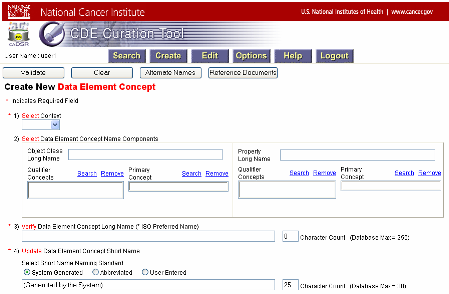 National Cancer Institute
U.S. National Institutes of Health | www.cancer.gov
caDSR CDE Curation Tool
User Name : user
Search Create Edit Options Help Logout
Validate Clear Alternate Names Reference Documents
Create New Data Element Concept
* Indicates Required Field
* 1) Select Context
2) Select Data Element Concept Name Components
Object Class Long Name
Property Long Name
Qualifier Concepts Search Remove
Primary Concept Search Remove
Qualifier Concepts Search Remove
Primary Concept Search Remove
* 3) Verify Data Element Concept Long Name (* ISO Preferred Name)
0 Character Count (Database Max = 255)
* 4) Update Data Element Concept Short Name
Select Short Name Naming Standard
System Generated Abbreviated User Entered
(Generated by the System)
25 Character Count (Database Max = 30)